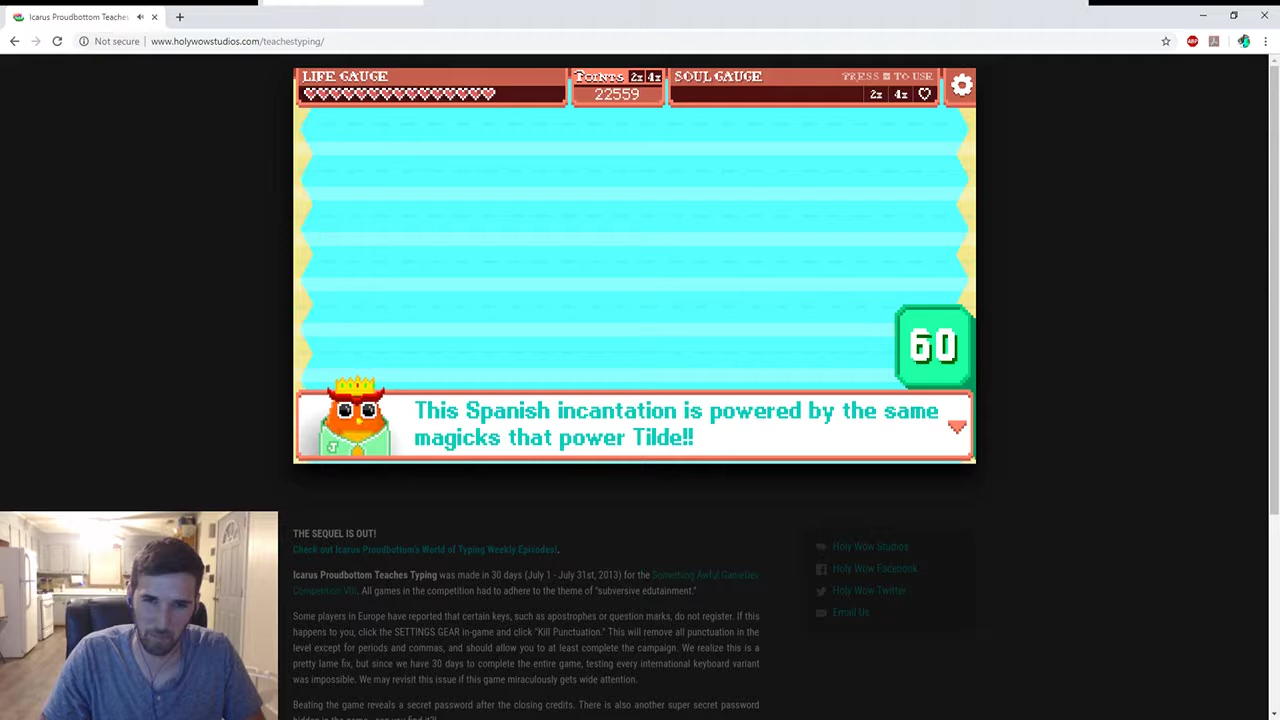 Icarus Proudbottom Teaches
Not secure
www.holywowstudios.com/teachestyping/
ABP
LIFE GAUGE
POINTS 2x 4x
22559
SOUL GAUGE
PRESS TO USE
2x 4x
60
This Spanish incantation is powered by the same
magicks that power Tilde!!
THE SEQUEL IS OUT!
Check out Icarus Proudbottom's World of Typing Weekly Episodes!.
Icarus Proudbottom Teaches Typing was made in 30 days (July 1 - July 31st, 2013) for the Something Awful GameDev
Competition VIII. All games in the competition had to adhere to the theme of "subversive edutainment."
Some players in Europe have reported that certain keys, such as apostrophes or question marks, do not register. If this
happens to you, click the SETTINGS GEAR in-game and click "Kill Punctuation." This will remove all punctuation in the
level except for periods and commas, and should allow you to at least complete the campaign. We realize this is a
pretty lame fix, but since we have 30 days to complete the entire game, testing every international keyboard variant
was impossible. We may revisit this issue if this game miraculously gets wide attention.
Beating the game reveals a secret password after the closing credits. There is also another super secret password
hidden in the game - can you find it?!
Holy Wow Studios
Holy Wow Facebook
Holy Wow Twitter
Email Us